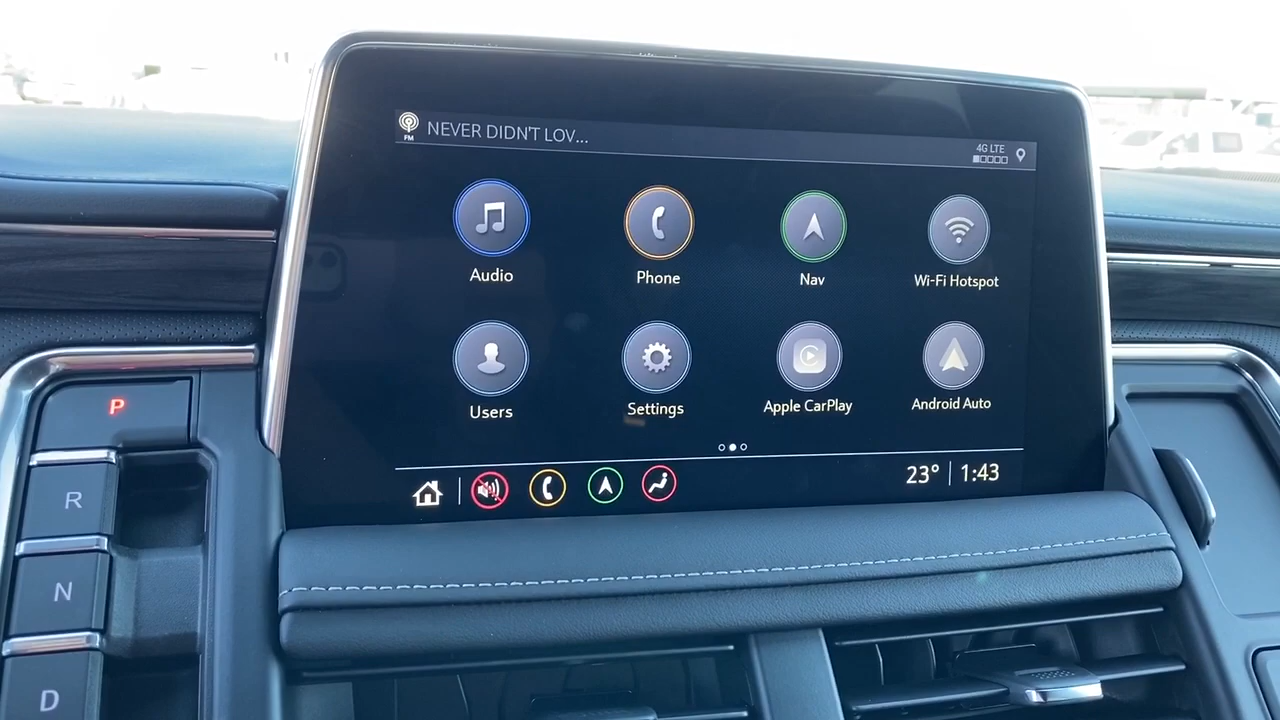 FM
NEVER DIDN'T LOV...
4G LTE
Audio
Phone
Nav
Wi-Fi Hotspot
Users
Settings
Apple CarPlay
Android Auto
23° 1:43
P
R
N
D